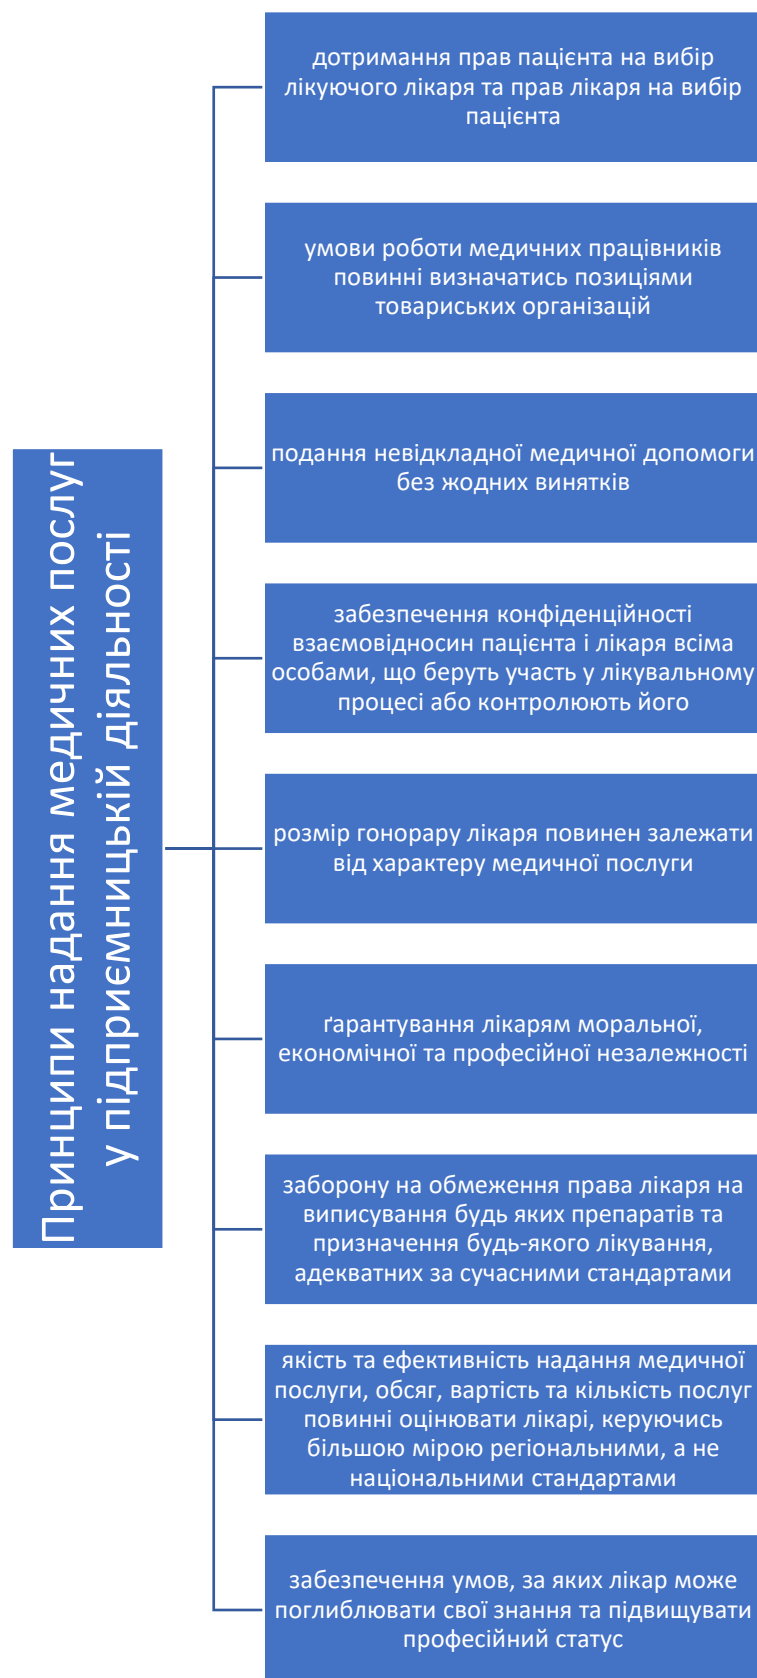 Принципи надання медичних послуг
у підприємницькій діяльності
дотримання прав пацієнта на вибір
лікуючого лікаря та прав лікаря на вибір
пацієнта
умови роботи медичних працівників
повинні визначатись позиціями
товариських організацій
подання невідкладної медичної допомоги
без жодних винятків
забезпечення конфіденційності
взаємовідносин пацієнта і лікаря всіма
особами, що беруть участь у лікувальному
процесі або контролюють його
розмір гонорару лікаря повинен залежати
від характеру медичної послуги
ґарантування лікарям моральної,
економічної та професійної незалежності
заборону на обмеження права лікаря на
виписування будь яких препаратів та
призначення будь-якого лікування,
адекватних за сучасними стандартами
якість та ефективність надання медичної
послуги, обсяг, вартість та кількість послуг
повинні оцінювати лікарі, керуючись
більшою мірою регіональними, а не
національними стандартами
забезпечення умов, за яких лікар може
поглиблювати свої знання та підвищувати
професійний статус